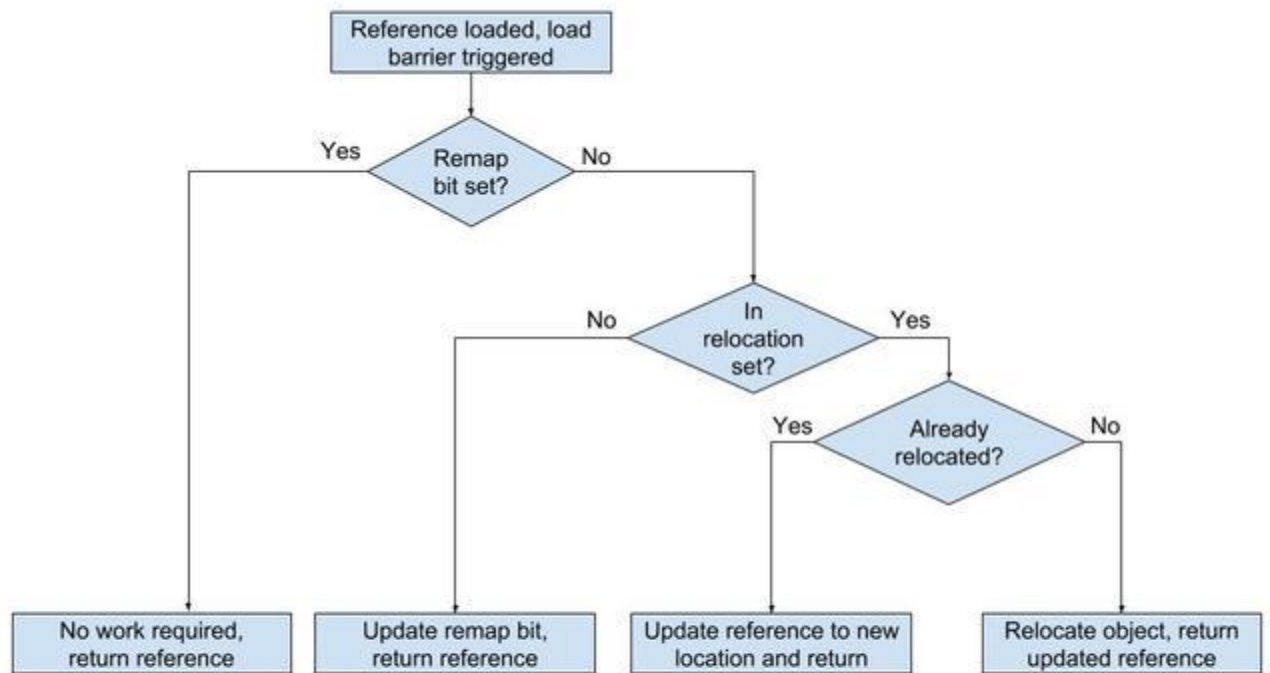 Reference loaded, load
barrier triggered
Yes
Remap
bit set?
No
No
In
relocation
set?
Yes
Yes
Already
relocated?
No
No work required,
return reference
Update remap bit,
return reference
Update reference to new
location and return
Relocate object, return
updated reference